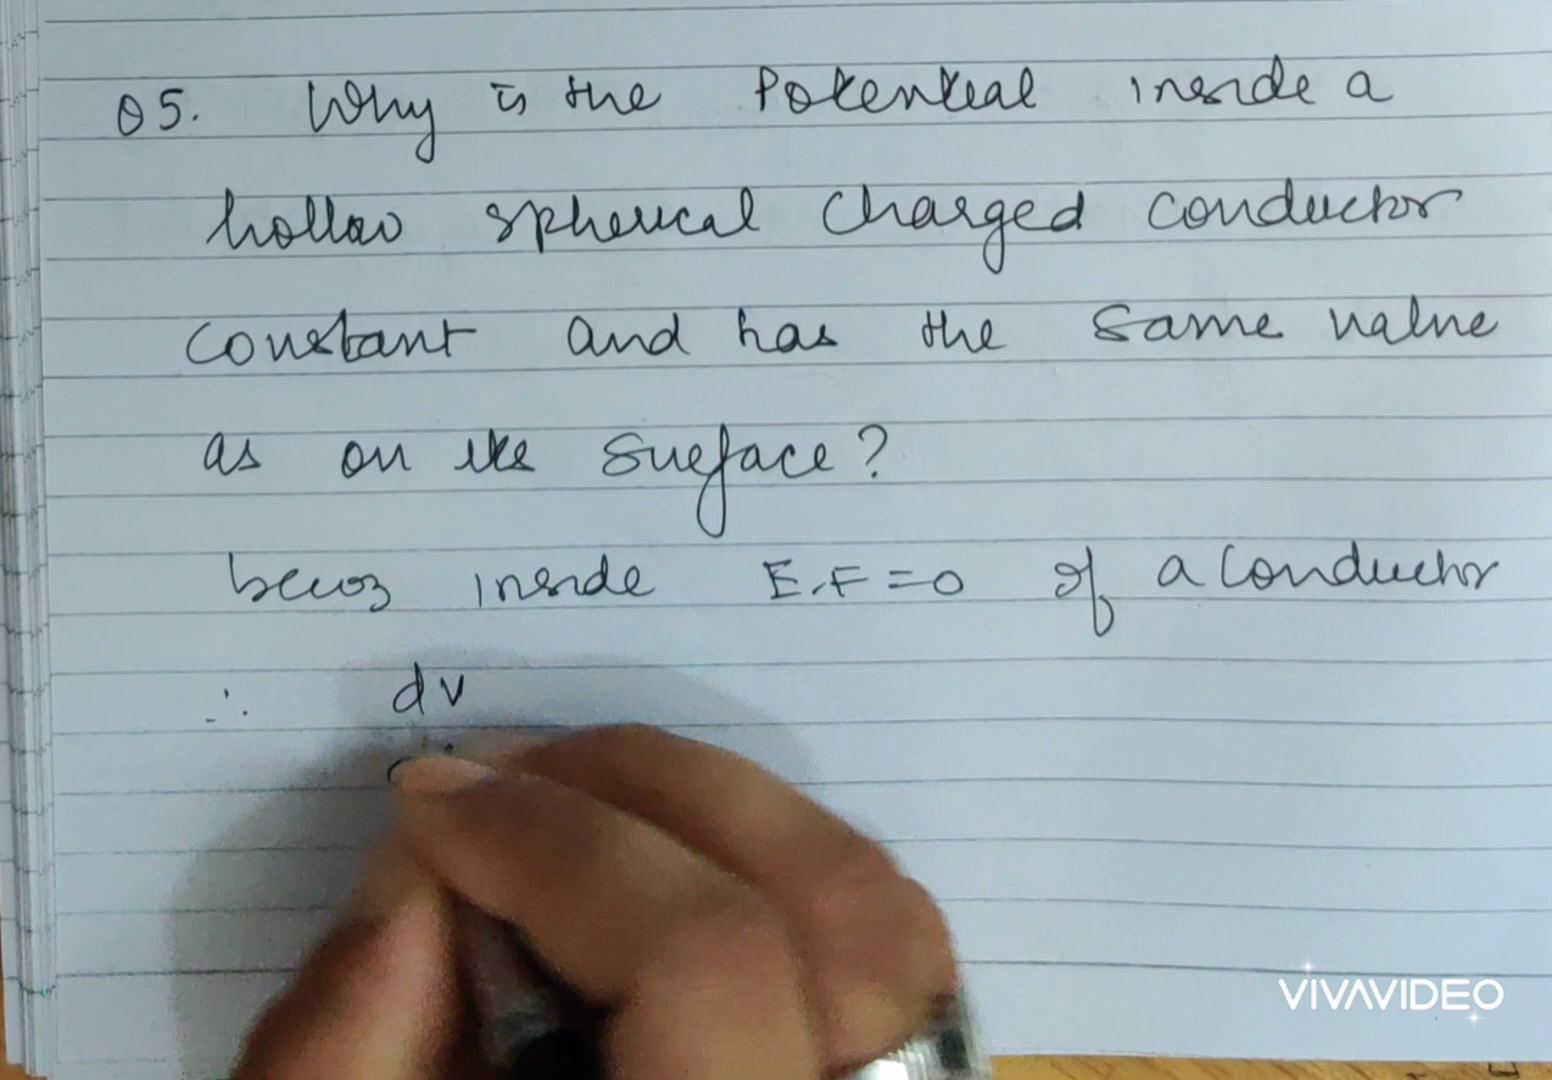 Q5. Why is the Potential inside a
hollow spherical charged conductor
constant and has the same value
as on its surface?
becoz inside E.F = 0 of a conductor
∴ dv
VIVAVIDEO